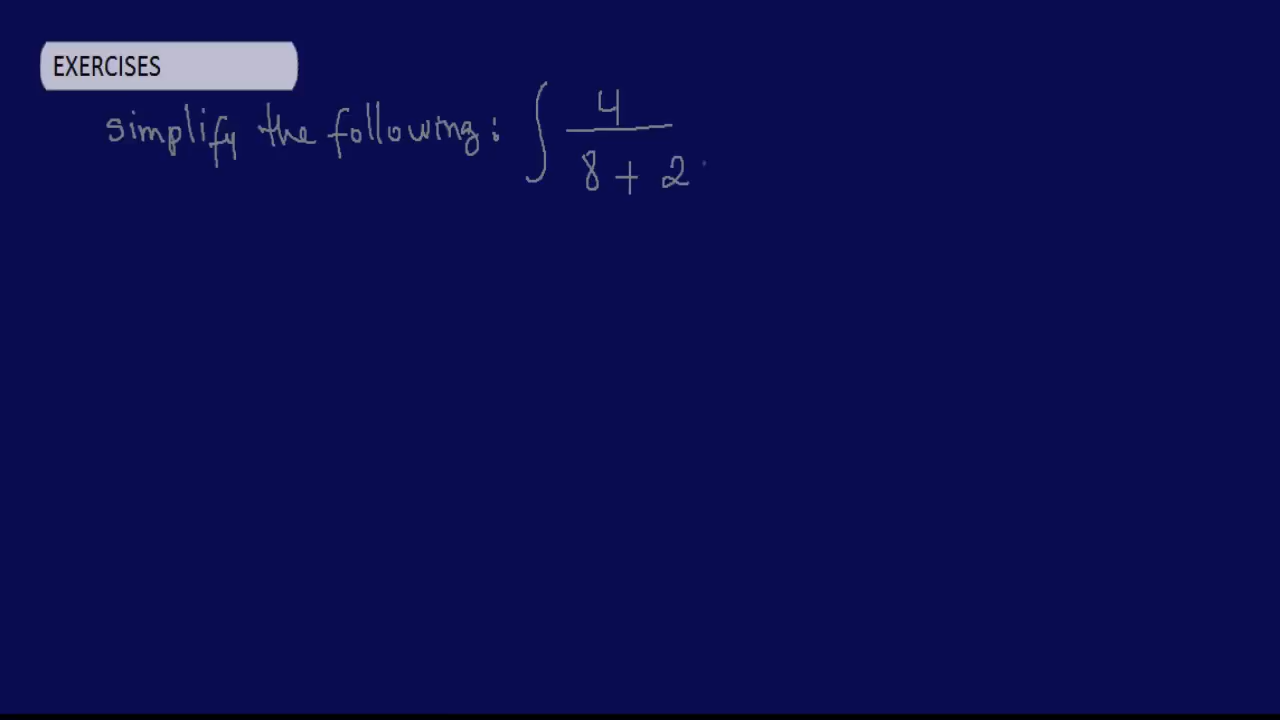 EXERCISES
simplify the following: ∫ 4 / 8 + 2